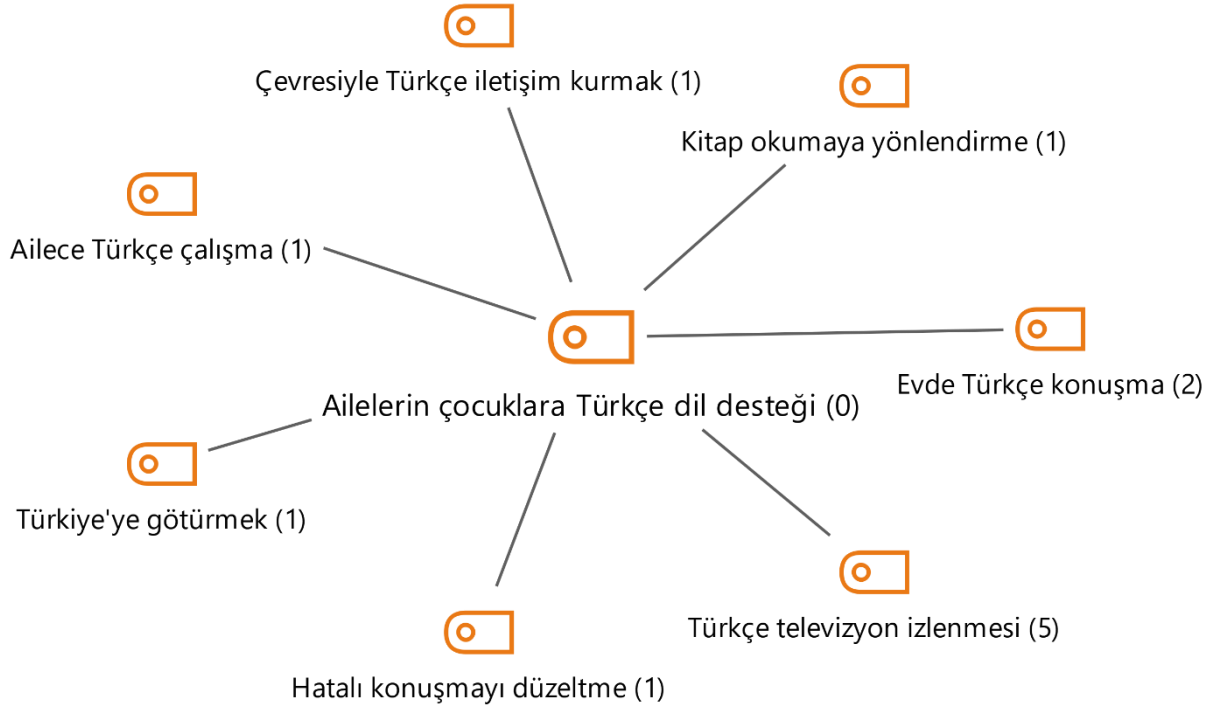 Çevresiyle Türkçe iletişim kurmak (1)
Kitap okumaya yönlendirme (1)
Ailece Türkçe çalışma (1)
Evde Türkçe konuşma (2)
Ailelerin çocuklara Türkçe dil desteği (0)
Türkiye'ye götürmek (1)
Türkçe televizyon izlenmesi (5)
Hatalı konuşmayı düzeltme (1)